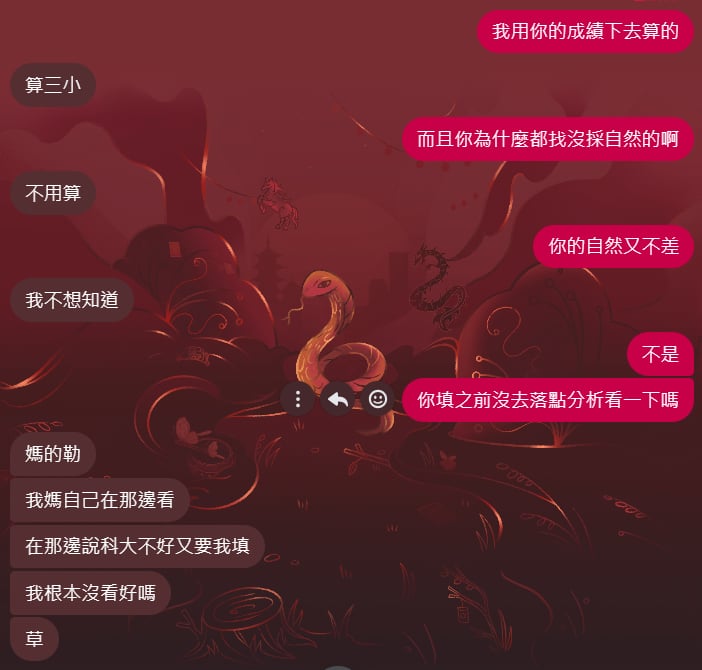 我用你的成績下去算的
算三小
而且你為什麼都找沒採自然的啊
不用算
你的自然又不差
我不想知道
不是
你填之前沒去落點分析看一下嗎
媽的勒
我媽自己在那邊看
在那邊說科大不好又要我填
我根本沒看好嗎
草